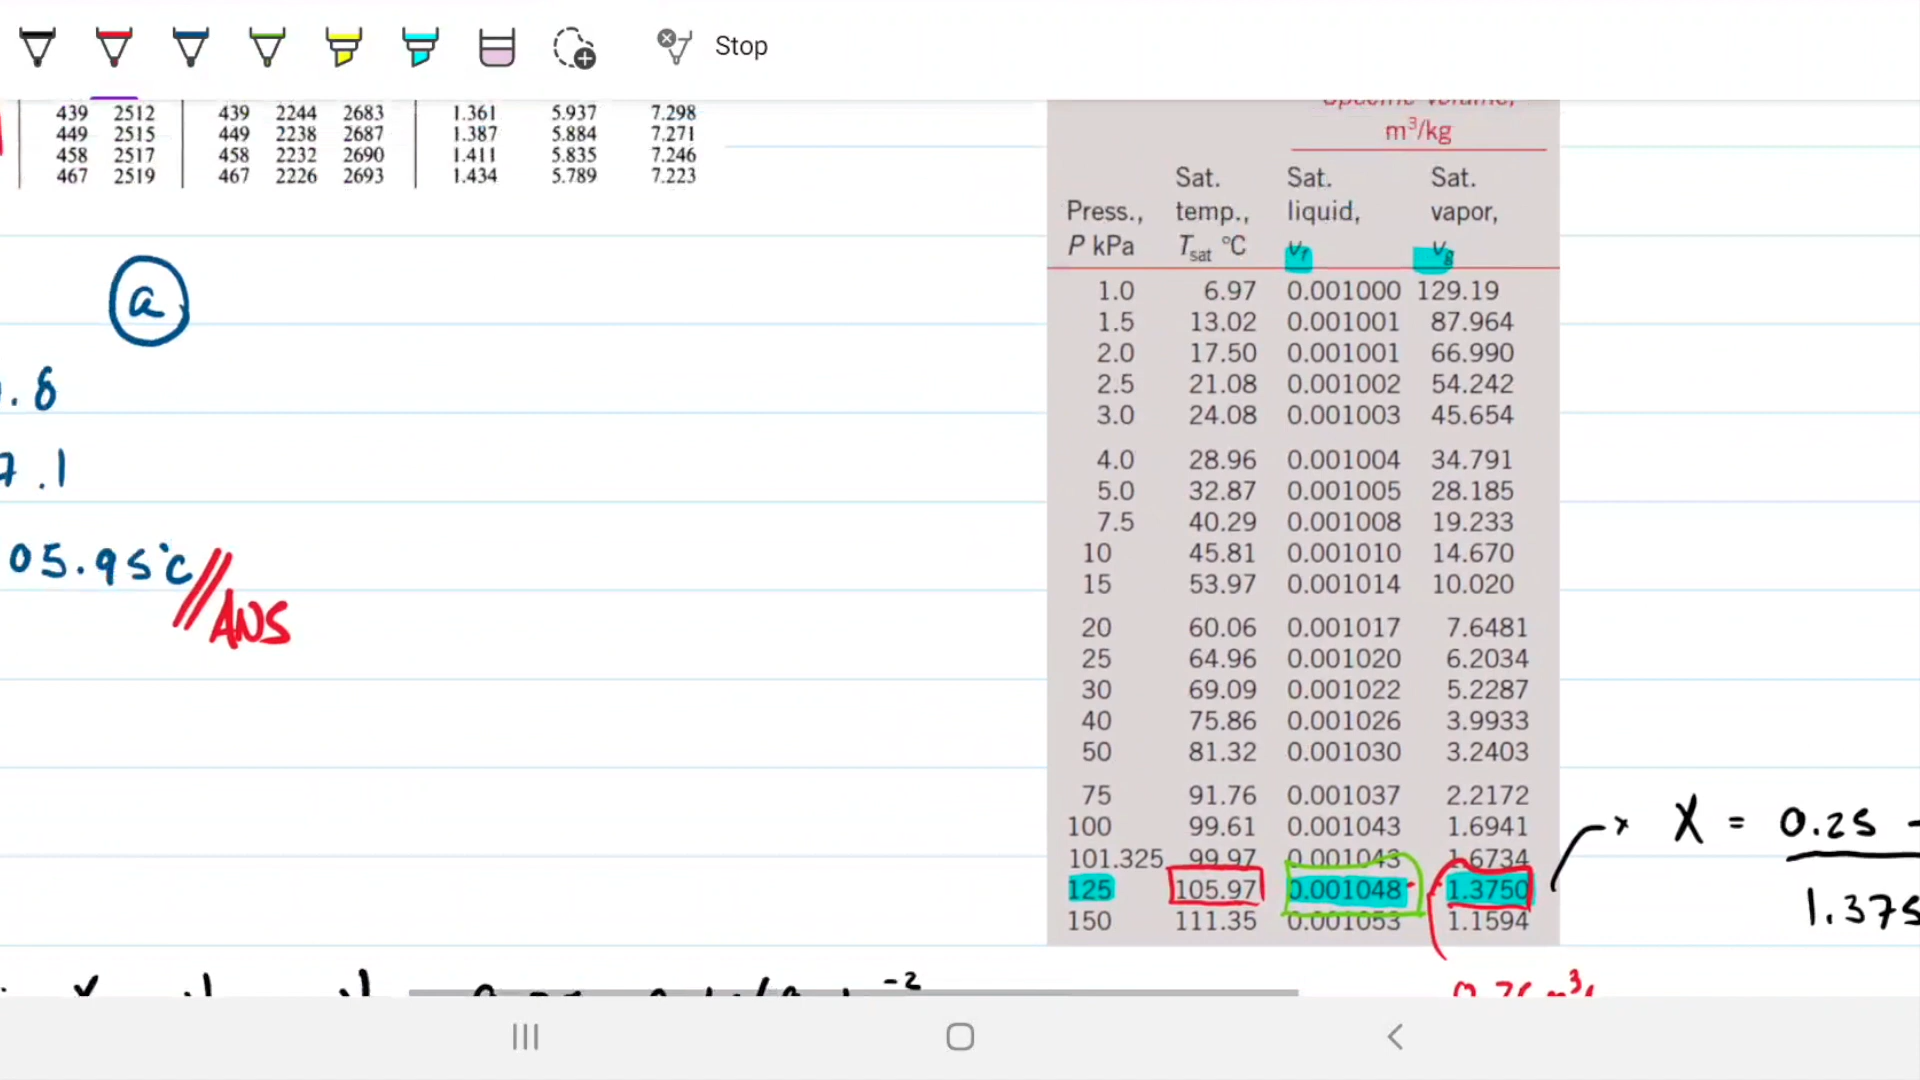 Stop
439 2512 439 2244 2683 1.361 5.937 7.298
449 2515 449 2238 2687 1.387 5.884 7.271
458 2517 458 2232 2690 1.411 5.835 7.246
467 2519 467 2226 2693 1.434 5.789 7.223
a
.8
7.1
05.95°C
ANS
Specific volume,
m³/kg
Sat. Sat. Sat.
Press., temp., liquid, vapor,
P kPa Tsat °C vf vg
1.0 6.97 0.001000 129.19
1.5 13.02 0.001001 87.964
2.0 17.50 0.001001 66.990
2.5 21.08 0.001002 54.242
3.0 24.08 0.001003 45.654
4.0 28.96 0.001004 34.791
5.0 32.87 0.001005 28.185
7.5 40.29 0.001008 19.233
10 45.81 0.001010 14.670
15 53.97 0.001014 10.020
20 60.06 0.001017 7.6481
25 64.96 0.001020 6.2034
30 69.09 0.001022 5.2287
40 75.86 0.001026 3.9933
50 81.32 0.001030 3.2403
75 91.76 0.001037 2.2172
100 99.61 0.001043 1.6941
101.325 99.97 0.001043 1.6734
125 105.97 0.001048 1.3750
150 111.35 0.001053 1.1594
X = 0.25 -
1.375
-2